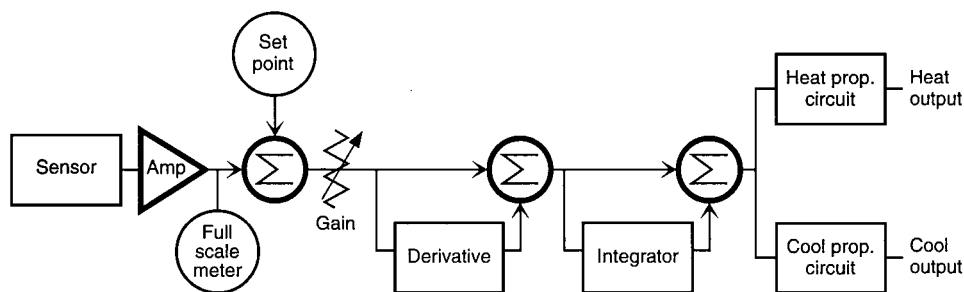 Set
point
Heat prop.
circuit
Heat
output
Sensor
Amp
Σ
Σ
Σ
Gain
Full
scale
meter
Derivative
Integrator
Cool prop.
circuit
Cool
output